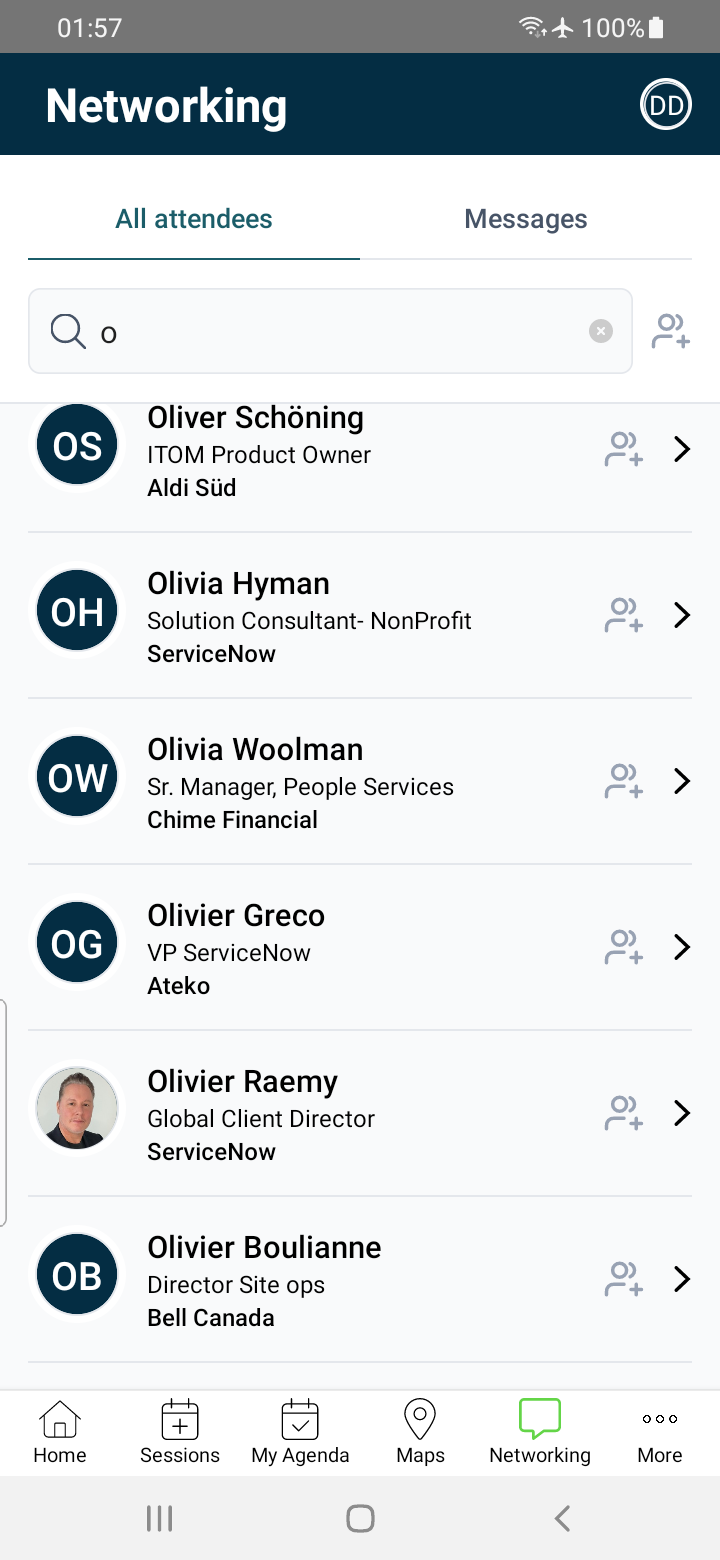 01:57
100%
Networking
DD
All attendees
Messages
o
OS
Oliver Schöning
ITOM Product Owner
Aldi Süd
OH
Olivia Hyman
Solution Consultant- NonProfit
ServiceNow
OW
Olivia Woolman
Sr. Manager, People Services
Chime Financial
OG
Olivier Greco
VP ServiceNow
Ateko
Olivier Raemy
Global Client Director
ServiceNow
OB
Olivier Boulianne
Director Site ops
Bell Canada
Home
Sessions
My Agenda
Maps
Networking
More